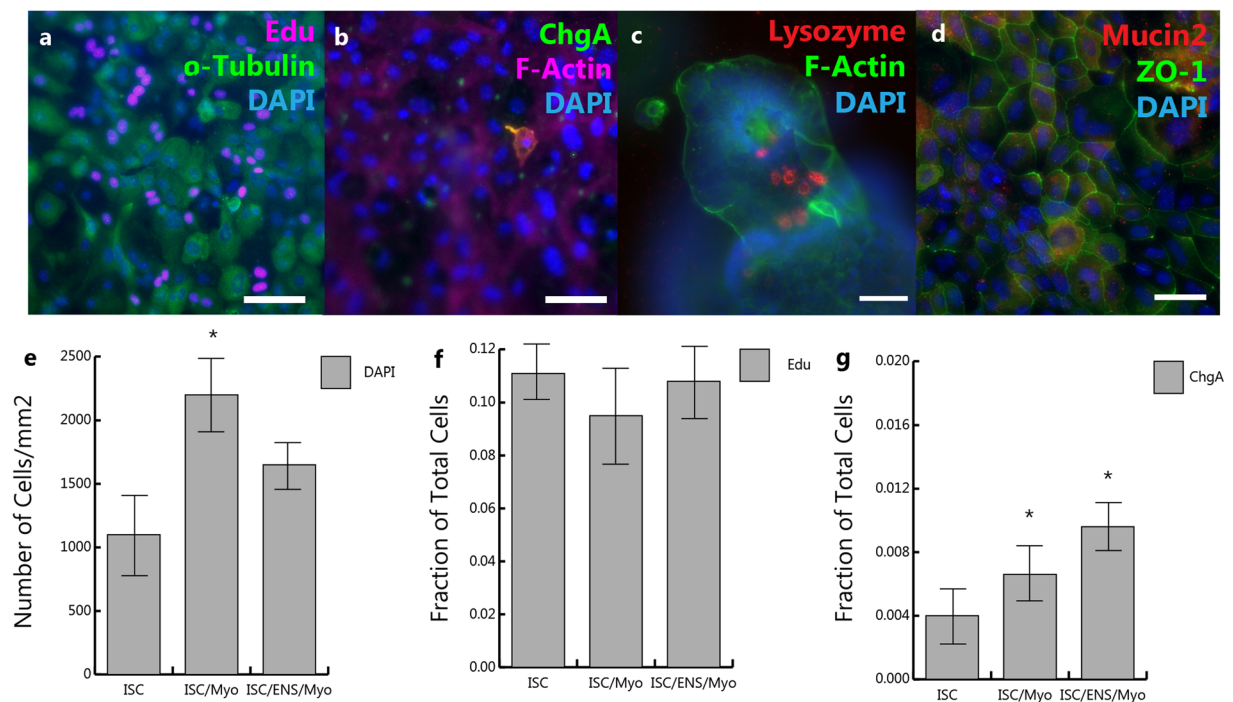 a
Edu
α-Tubulin
DAPI
b
ChgA
F-Actin
DAPI
c
Lysozyme
F-Actin
DAPI
d
Mucin2
ZO-1
DAPI
e
Number of Cells/mm2
2500
2000
1500
1000
500
0
*
DAPI
ISC
ISC/Myo
ISC/ENS/Myo
f
Fraction of Total Cells
0.12
0.10
0.08
0.06
0.04
0.02
0.00
Edu
ISC
ISC/Myo
ISC/ENS/Myo
g
Fraction of Total Cells
0.020
0.016
0.012
0.008
0.004
0.000
*
*
ChgA
ISC
ISC/Myo
ISC/ENS/Myo